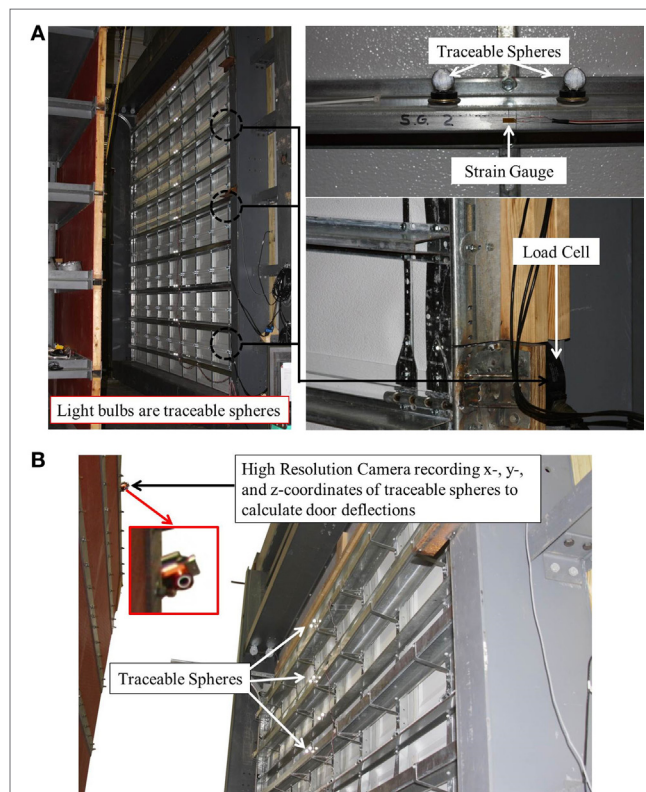 A
Traceable Spheres
S.G. 2
Strain Gauge
Load Cell
Light bulbs are traceable spheres
B
High Resolution Camera recording x-, y-,
and z-coordinates of traceable spheres to
calculate door deflections
Traceable Spheres